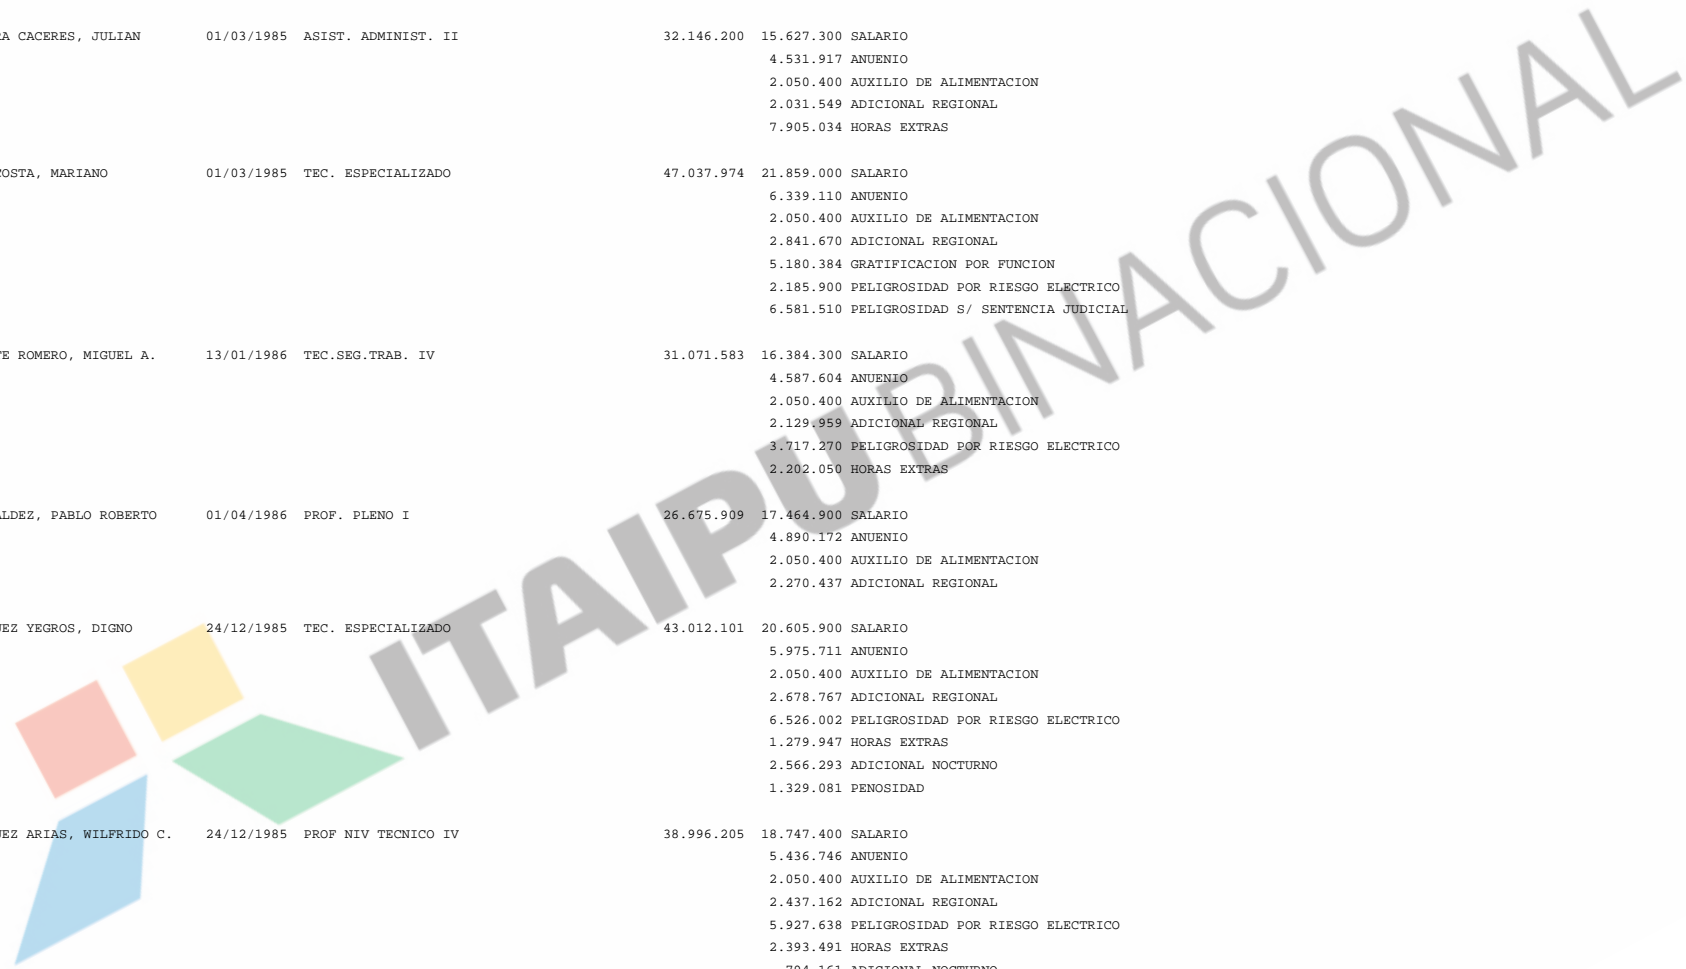 RA CACERES, JULIAN 01/03/1985 ASIST. ADMINIST. II 32.146.200 15.627.300 SALARIO
4.531.917 ANUENIO
2.050.400 AUXILIO DE ALIMENTACION
2.031.549 ADICIONAL REGIONAL
7.905.034 HORAS EXTRAS
COSTA, MARIANO 01/03/1985 TEC. ESPECIALIZADO 47.037.974 21.859.000 SALARIO
6.339.110 ANUENIO
2.050.400 AUXILIO DE ALIMENTACION
2.841.670 ADICIONAL REGIONAL
5.180.384 GRATIFICACION POR FUNCION
2.185.900 PELIGROSIDAD POR RIESGO ELECTRICO
6.581.510 PELIGROSIDAD S/ SENTENCIA JUDICIAL
TE ROMERO, MIGUEL A. 13/01/1986 TEC.SEG.TRAB. IV 31.071.583 16.384.300 SALARIO
4.587.604 ANUENIO
2.050.400 AUXILIO DE ALIMENTACION
2.129.959 ADICIONAL REGIONAL
3.717.270 PELIGROSIDAD POR RIESGO ELECTRICO
2.202.050 HORAS EXTRAS
ALDEZ, PABLO ROBERTO 01/04/1986 PROF. PLENO I 26.675.909 17.464.900 SALARIO
4.890.172 ANUENIO
2.050.400 AUXILIO DE ALIMENTACION
2.270.437 ADICIONAL REGIONAL
UEZ YEGROS, DIGNO 24/12/1985 TEC. ESPECIALIZADO 43.012.101 20.605.900 SALARIO
5.975.711 ANUENIO
2.050.400 AUXILIO DE ALIMENTACION
2.678.767 ADICIONAL REGIONAL
6.526.002 PELIGROSIDAD POR RIESGO ELECTRICO
1.279.947 HORAS EXTRAS
2.566.293 ADICIONAL NOCTURNO
1.329.081 PENOSIDAD
UEZ ARIAS, WILFRIDO C. 24/12/1985 PROF NIV TECNICO IV 38.996.205 18.747.400 SALARIO
5.436.746 ANUENIO
2.050.400 AUXILIO DE ALIMENTACION
2.437.162 ADICIONAL REGIONAL
5.927.638 PELIGROSIDAD POR RIESGO ELECTRICO
2.393.491 HORAS EXTRAS
ADICIONAL NOCTURNO
ITAIPU BINACIONAL